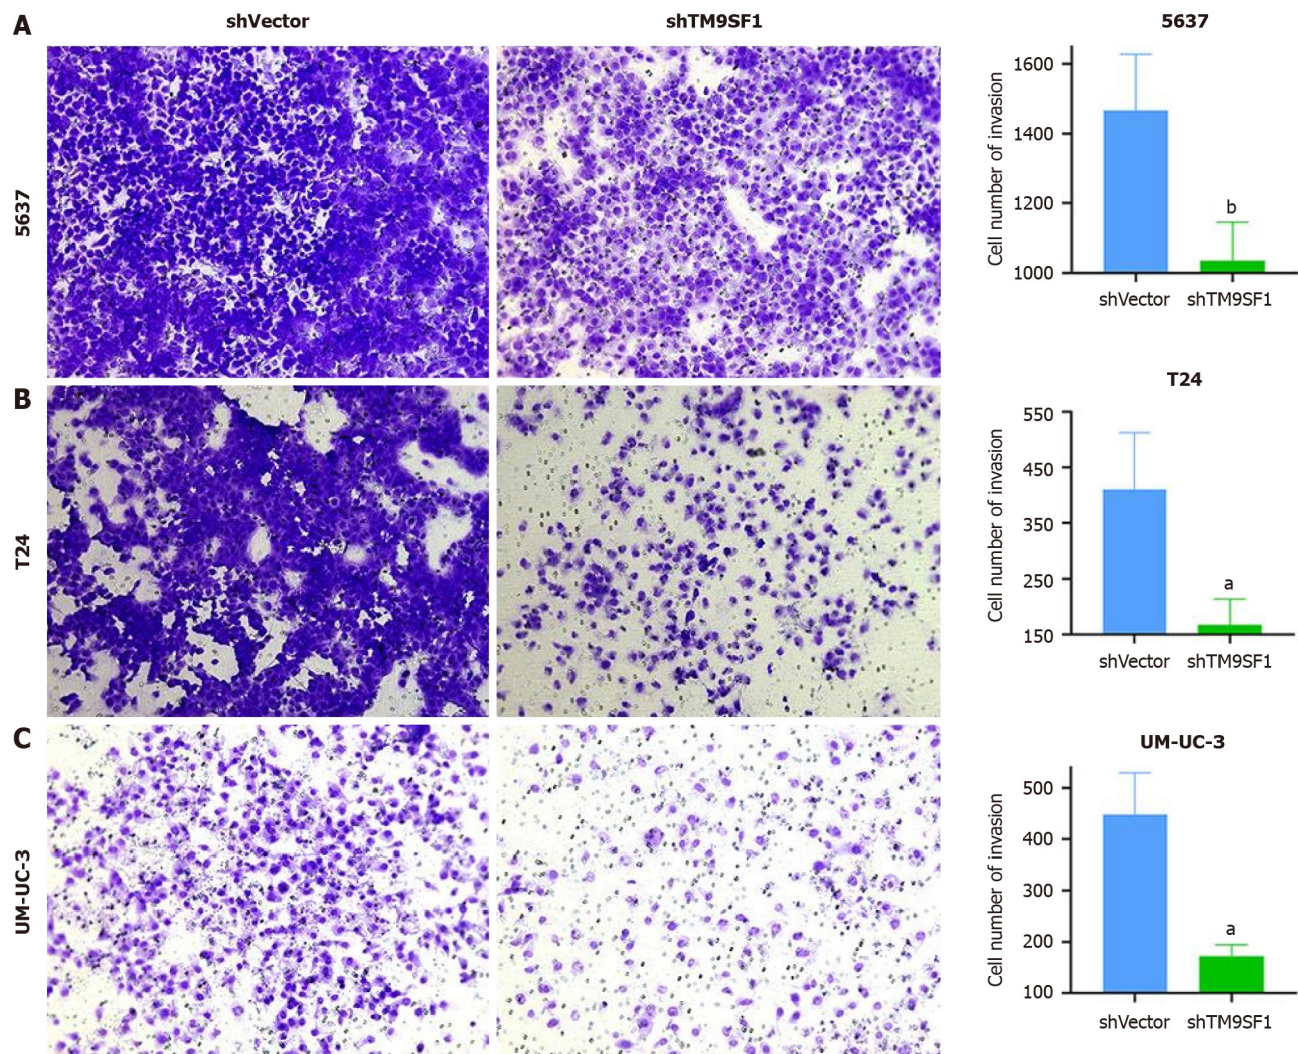 A
shVector
shTM9SF1
5637
5637
Cell number of invasion
1600
1400
1200
1000
b
shVector
shTM9SF1
B
T24
T24
Cell number of invasion
550
450
350
250
150
a
shVector
shTM9SF1
C
UM-UC-3
UM-UC-3
Cell number of invasion
500
400
300
200
100
a
shVector
shTM9SF1